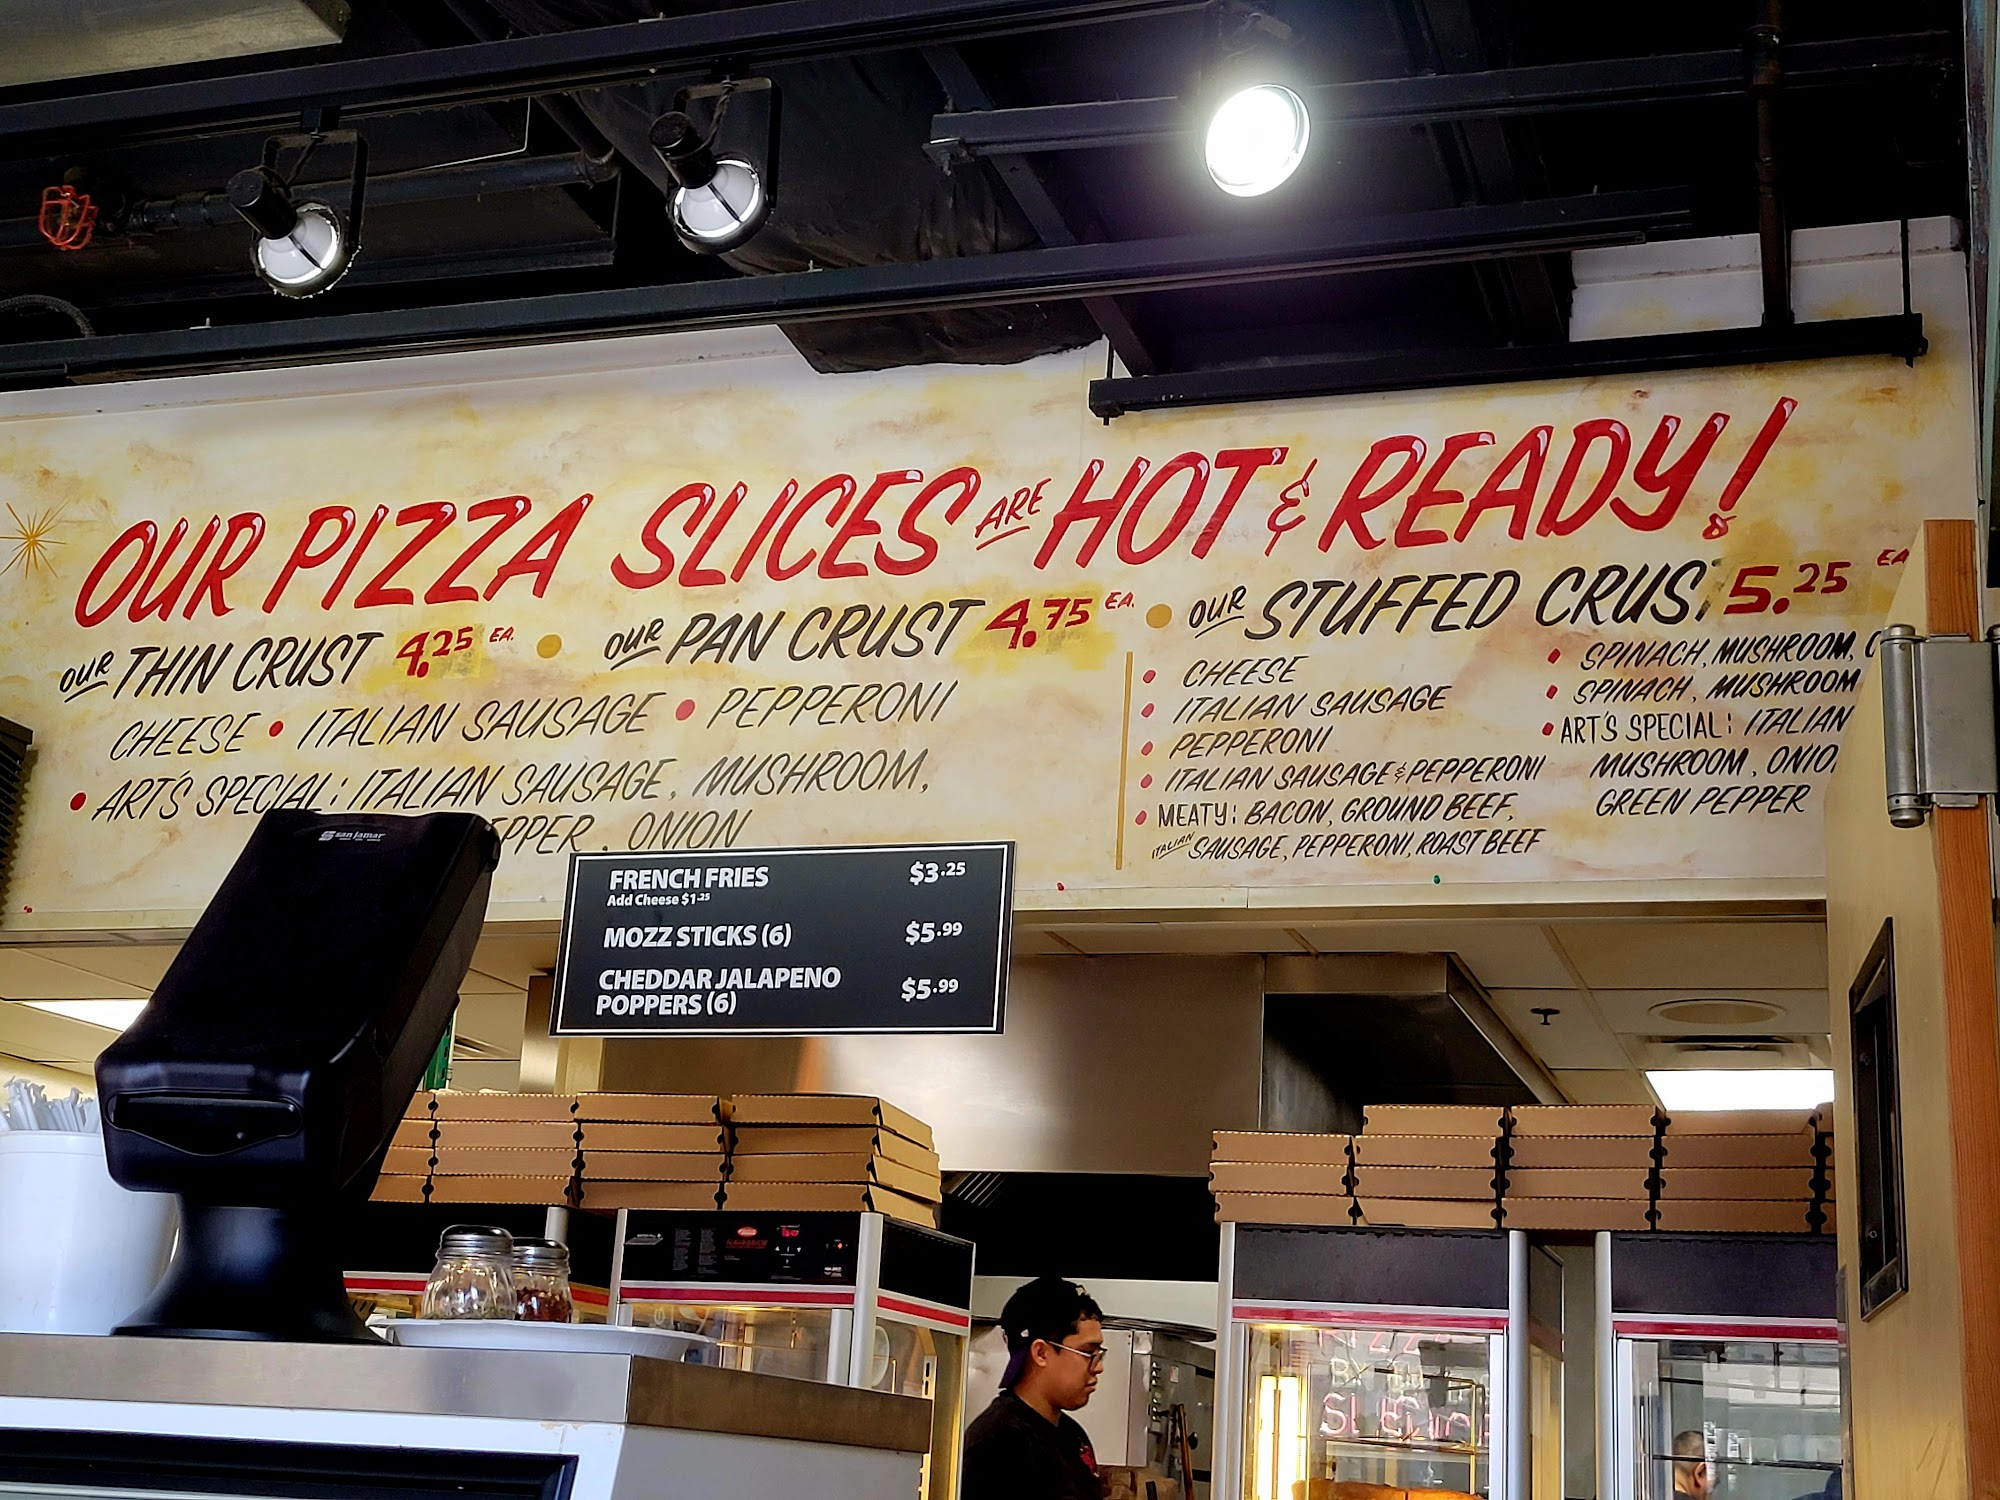 OUR PIZZA SLICES ARE HOT & READY!
OUR THIN CRUST 4.25 EA.
OUR PAN CRUST 4.75 EA.
CHEESE • ITALIAN SAUSAGE • PEPPERONI
• ART'S SPECIAL: ITALIAN SAUSAGE, MUSHROOM,
EPPER, ONION
OUR STUFFED CRUS 5.25 EA
• CHEESE
• ITALIAN SAUSAGE
• PEPPERONI
• ITALIAN SAUSAGE & PEPPERONI
• MEATY: BACON, GROUND BEEF,
ITALIAN SAUSAGE, PEPPERONI, ROAST BEEF
• SPINACH, MUSHROOM,
• SPINACH, MUSHROOM
• ART'S SPECIAL: ITALIAN
MUSHROOM, ONIO
GREEN PEPPER
san jamar
FRENCH FRIES $3.25
Add Cheese $1.25
MOZZ STICKS (6) $5.99
CHEDDAR JALAPENO
POPPERS (6) $5.99